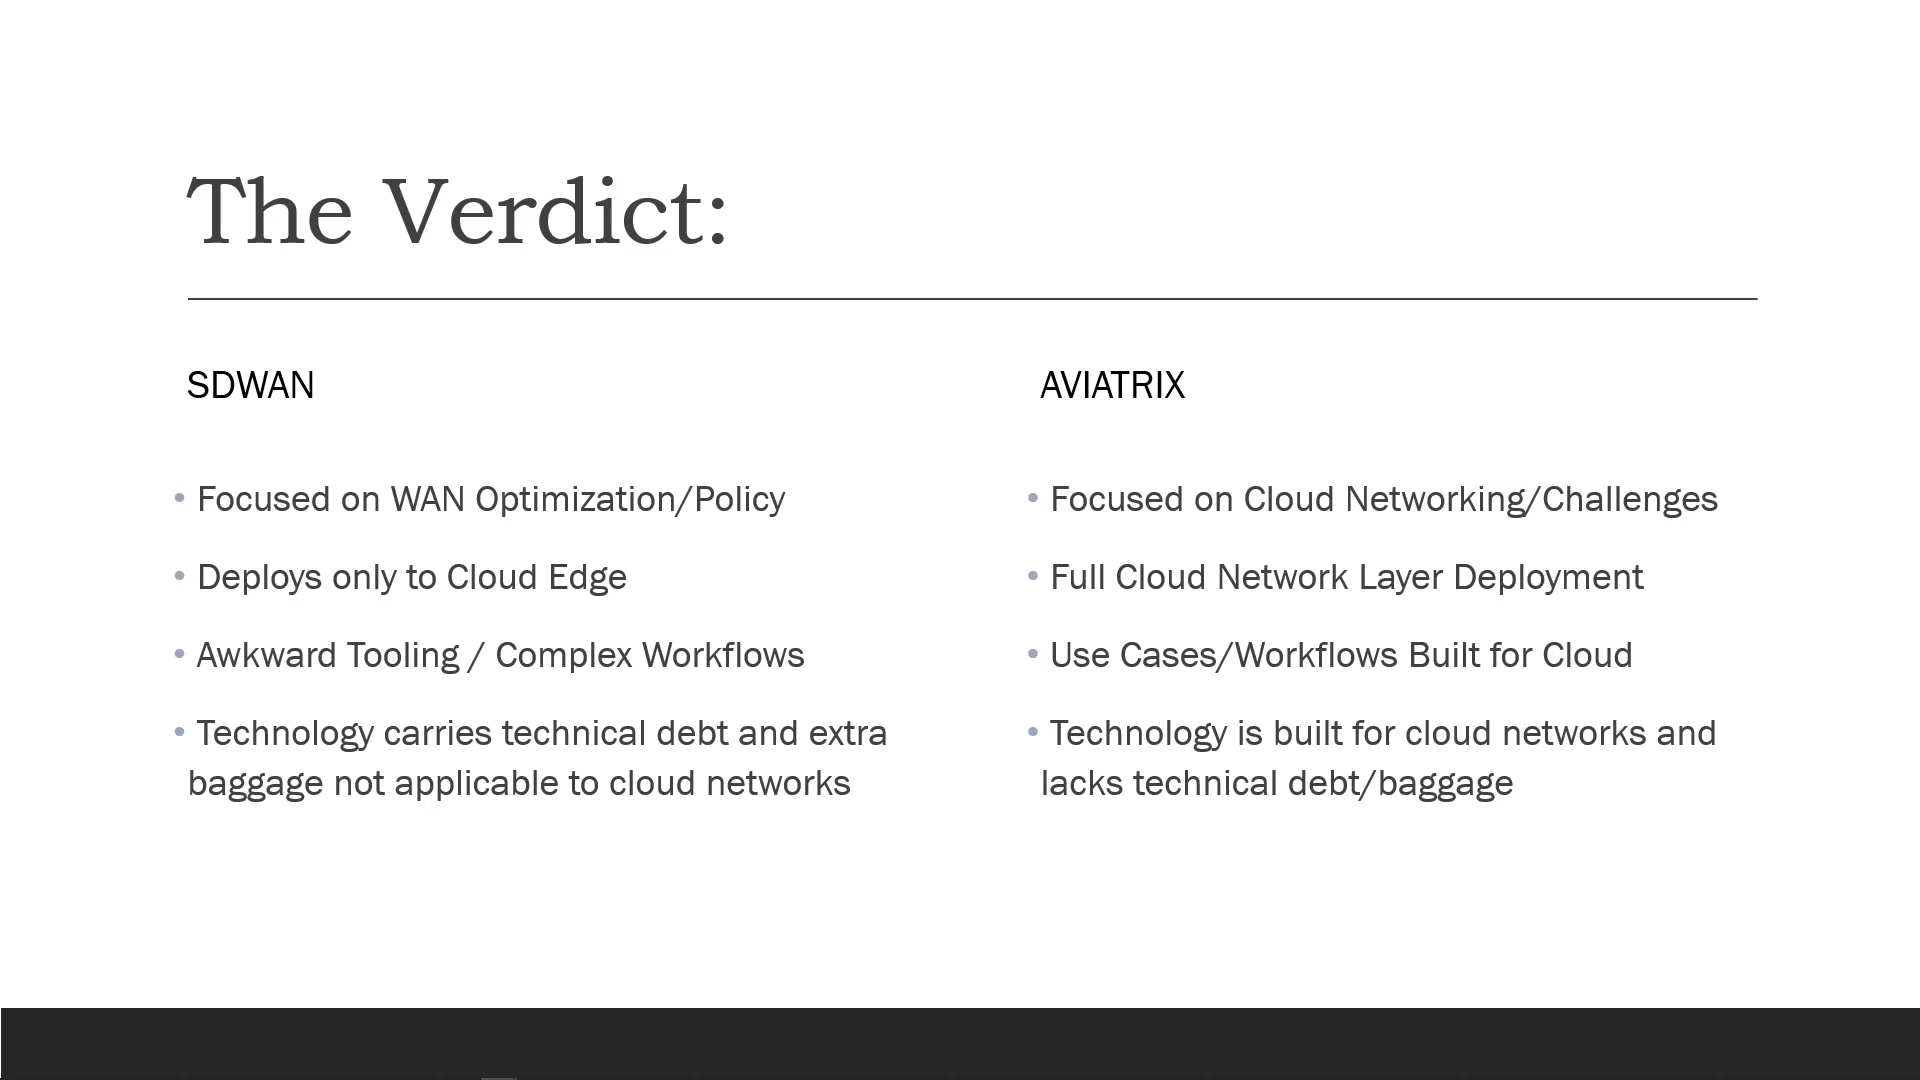 The Verdict:
SDWAN
• Focused on WAN Optimization/Policy
• Deploys only to Cloud Edge
• Awkward Tooling / Complex Workflows
• Technology carries technical debt and extra
baggage not applicable to cloud networks
AVIATRIX
• Focused on Cloud Networking/Challenges
• Full Cloud Network Layer Deployment
• Use Cases/Workflows Built for Cloud
• Technology is built for cloud networks and
lacks technical debt/baggage